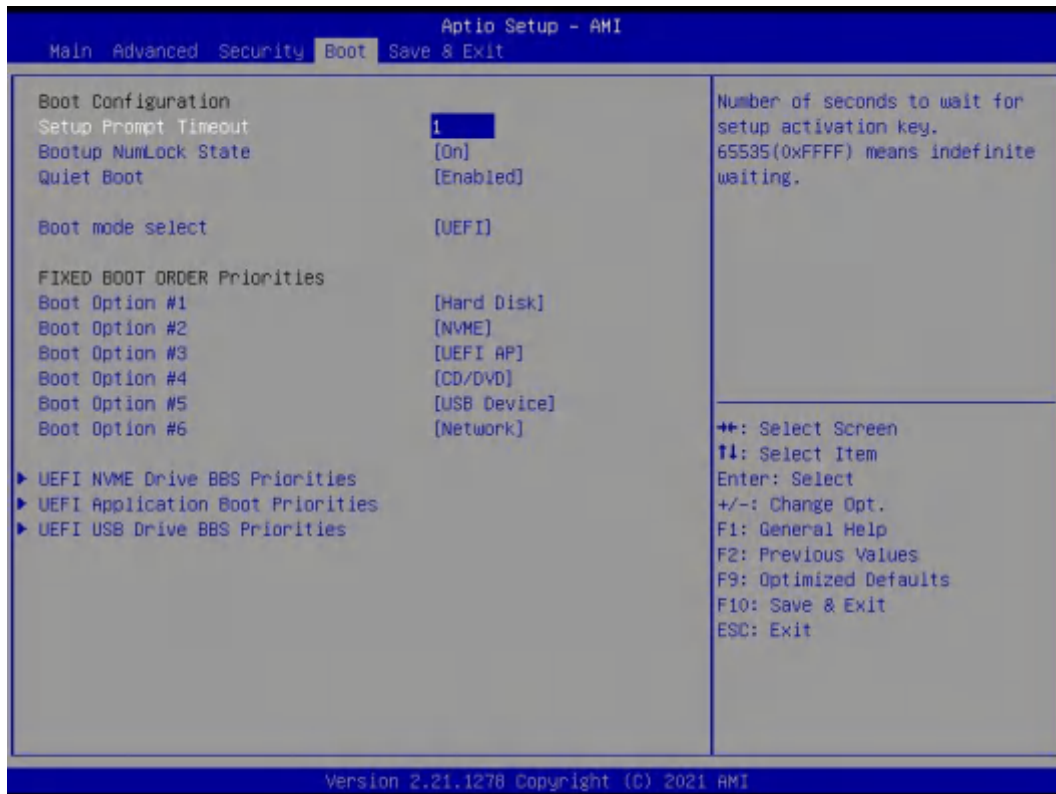 Aptio Setup - AMI
Main Advanced Security Boot Save & Exit
Boot Configuration
Setup Prompt Timeout 1
Bootup NumLock State [On]
Quiet Boot [Enabled]
Boot mode select [UEFI]
FIXED BOOT ORDER Priorities
Boot Option #1 [Hard Disk]
Boot Option #2 [NVME]
Boot Option #3 [UEFI AP]
Boot Option #4 [CD/DVD]
Boot Option #5 [USB Device]
Boot Option #6 [Network]
▶ UEFI NVME Drive BBS Priorities
▶ UEFI Application Boot Priorities
▶ UEFI USB Drive BBS Priorities
Number of seconds to wait for
setup activation key.
65535(0xFFFF) means indefinite
waiting.
→←: Select Screen
↑↓: Select Item
Enter: Select
+/-: Change Opt.
F1: General Help
F2: Previous Values
F9: Optimized Defaults
F10: Save & Exit
ESC: Exit
Version 2.21.1278 Copyright (C) 2021 AMI